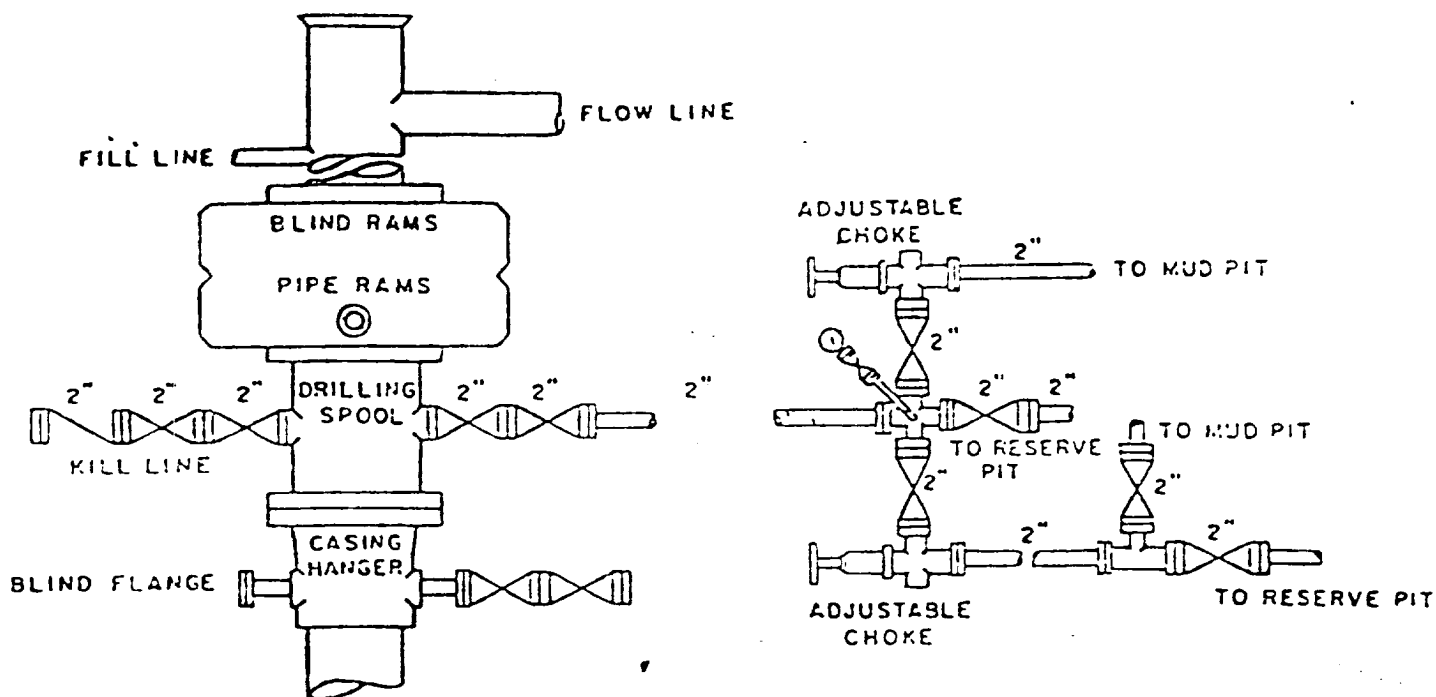 FLOW LINE
FILL LINE
BLIND RAMS
PIPE RAMS
2" 2" 2"
DRILLING
SPOOL
2" 2" 2"
KILL LINE
CASING
HANGER
BLIND FLANGE
ADJUSTABLE
CHOKE
2"
TO MUD PIT
2"
2" 2"
TO RESERVE
PIT
TO MUD PIT
2"
2"
2"
2"
TO RESERVE PIT
ADJUSTABLE
CHOKE